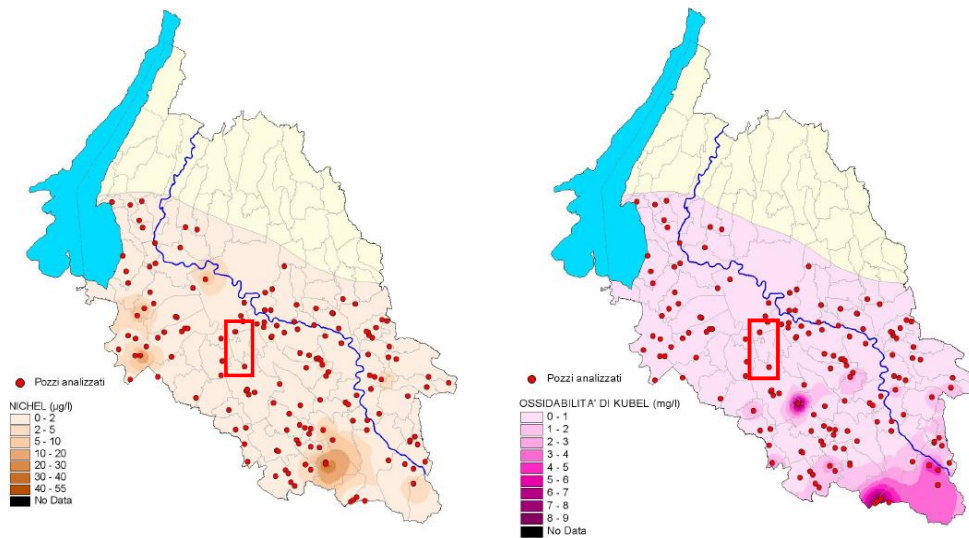 Pozzi analizzati
NICHEL (µg/l)
0 - 2
2 - 5
5 - 10
10 - 20
20 - 30
30 - 40
40 - 55
No Data
Pozzi analizzati
OSSIDABILITA' DI KUBEL (mg/l)
0 - 1
1 - 2
2 - 3
3 - 4
4 - 5
5 - 6
6 - 7
7 - 8
8 - 9
No Data